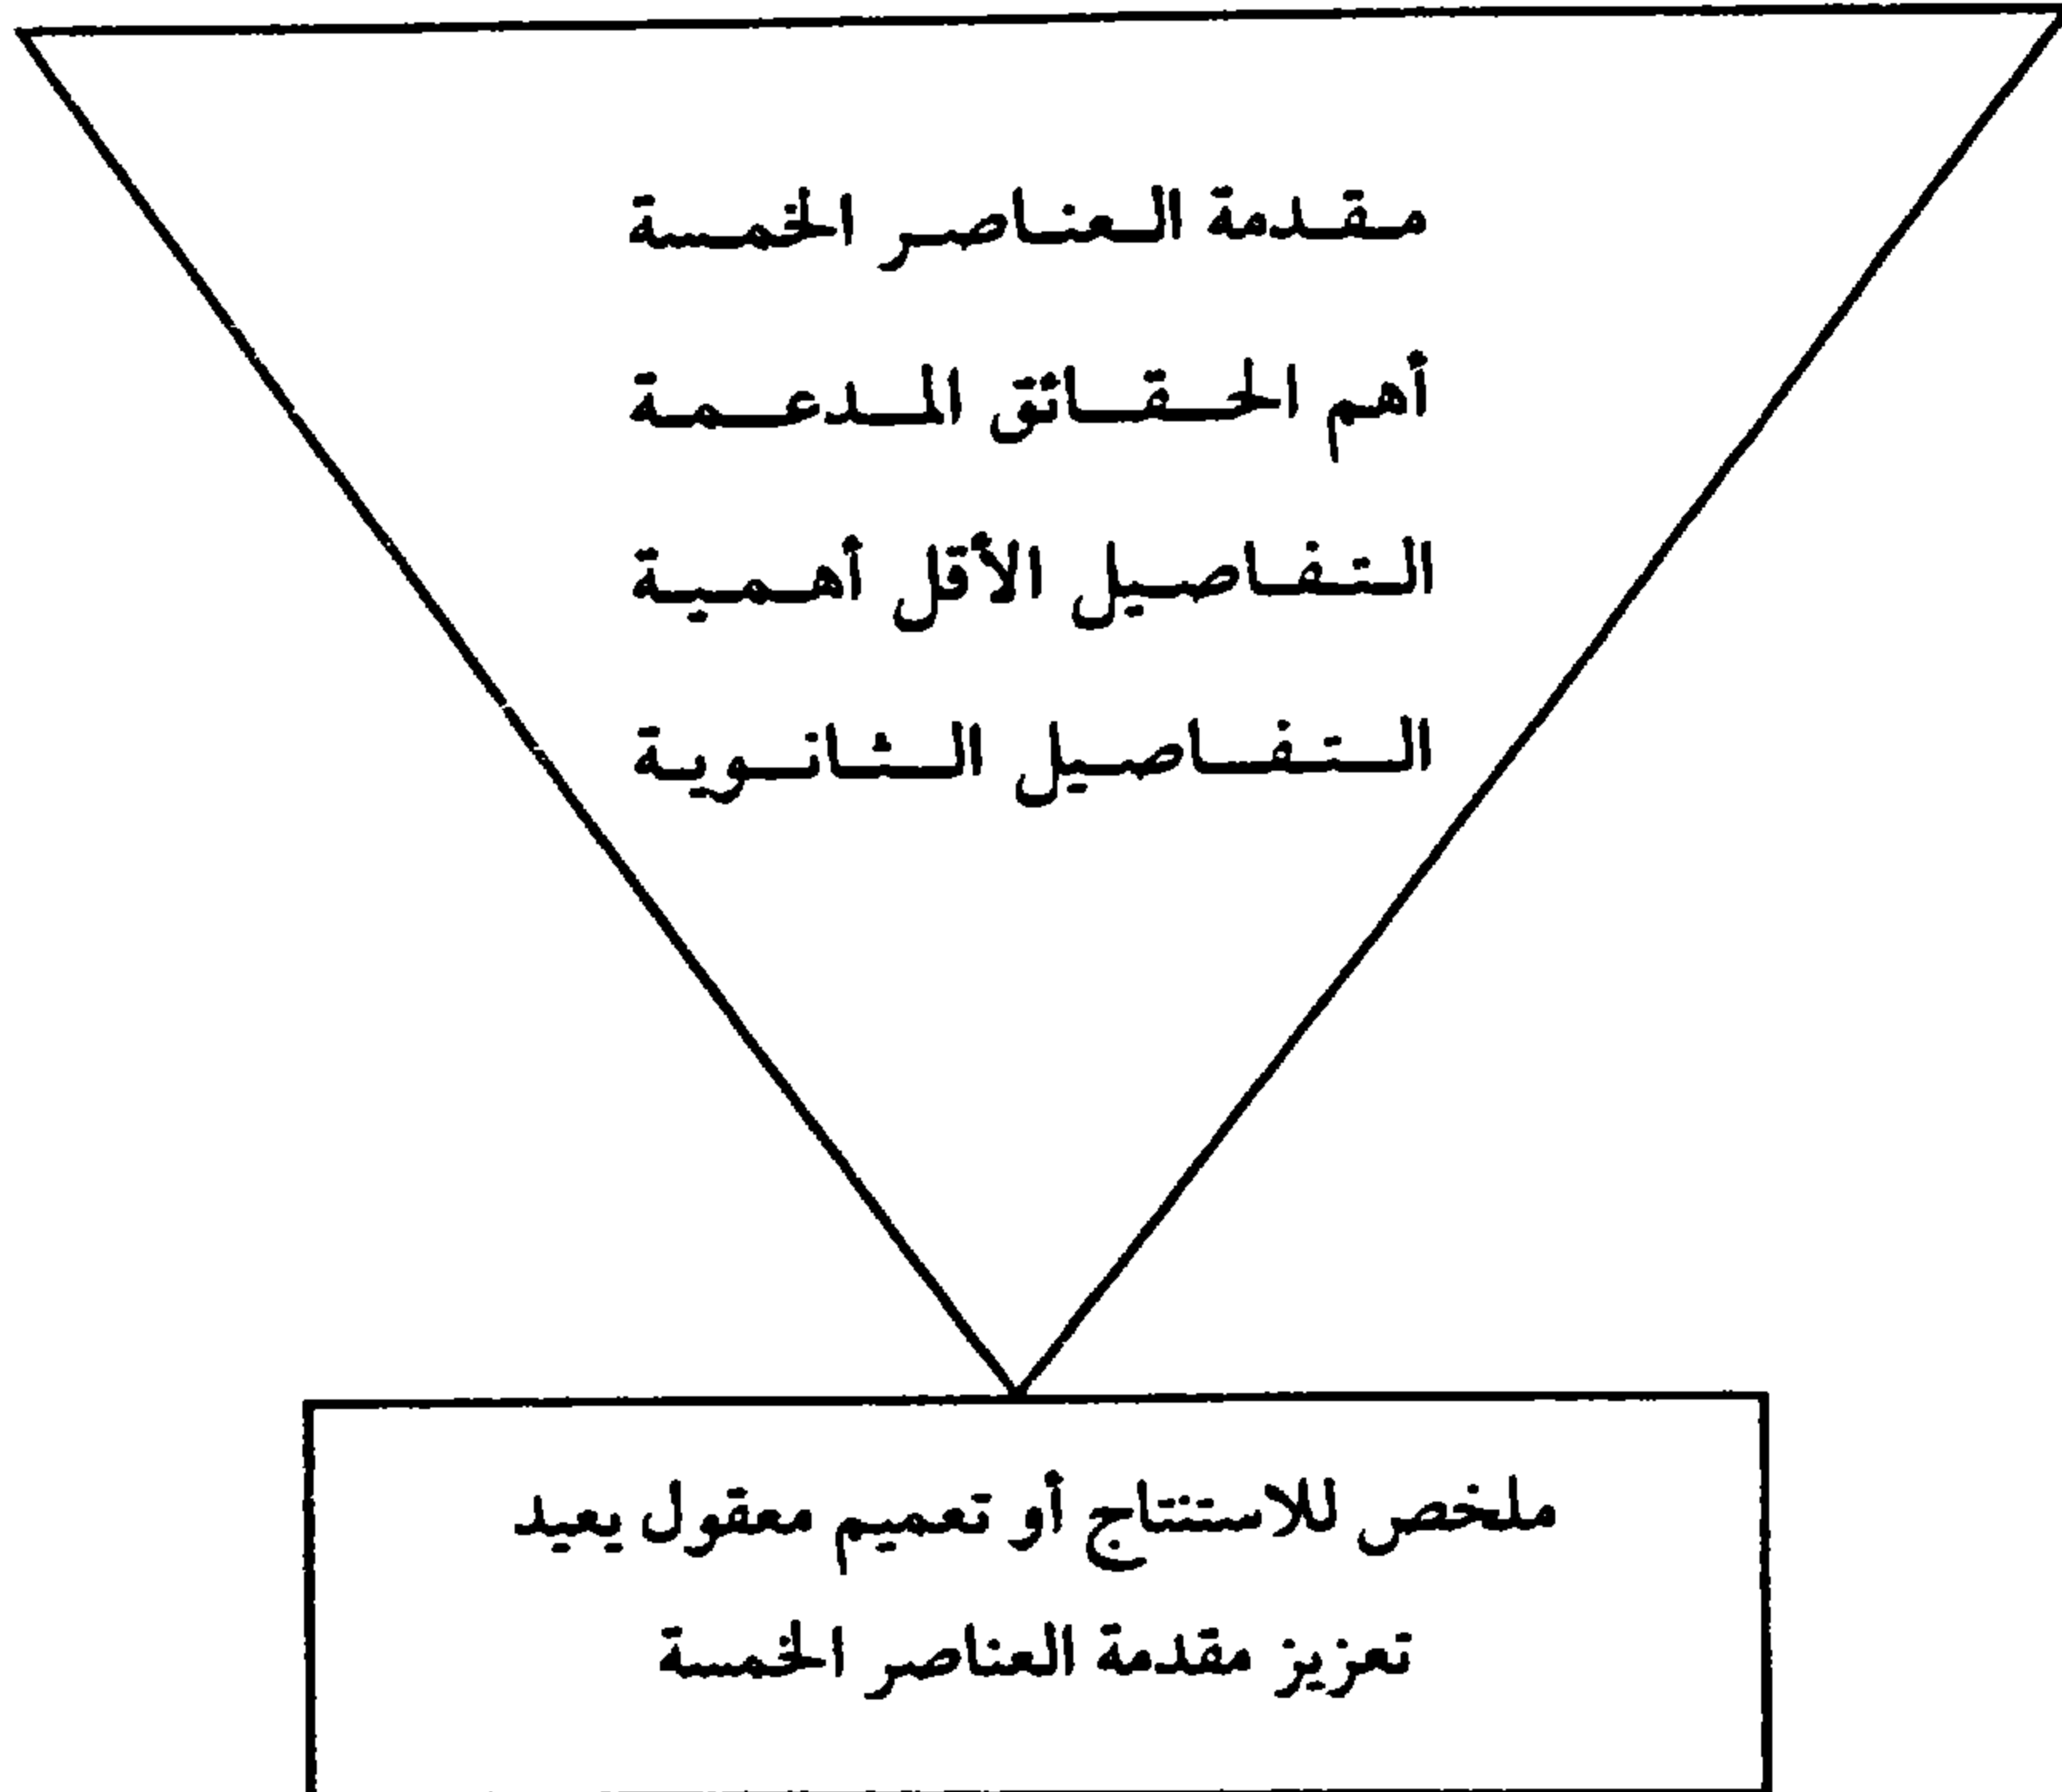 مقدمة العناصر الخمسة
أهم الحقائق المدعمة
التفاصيل الأقل أهمية
التفاصيل الثانوية
ملخص للاستنتاج أو تعميم معقول يعيد
تعزيز مقدمة العناصر الخمسة